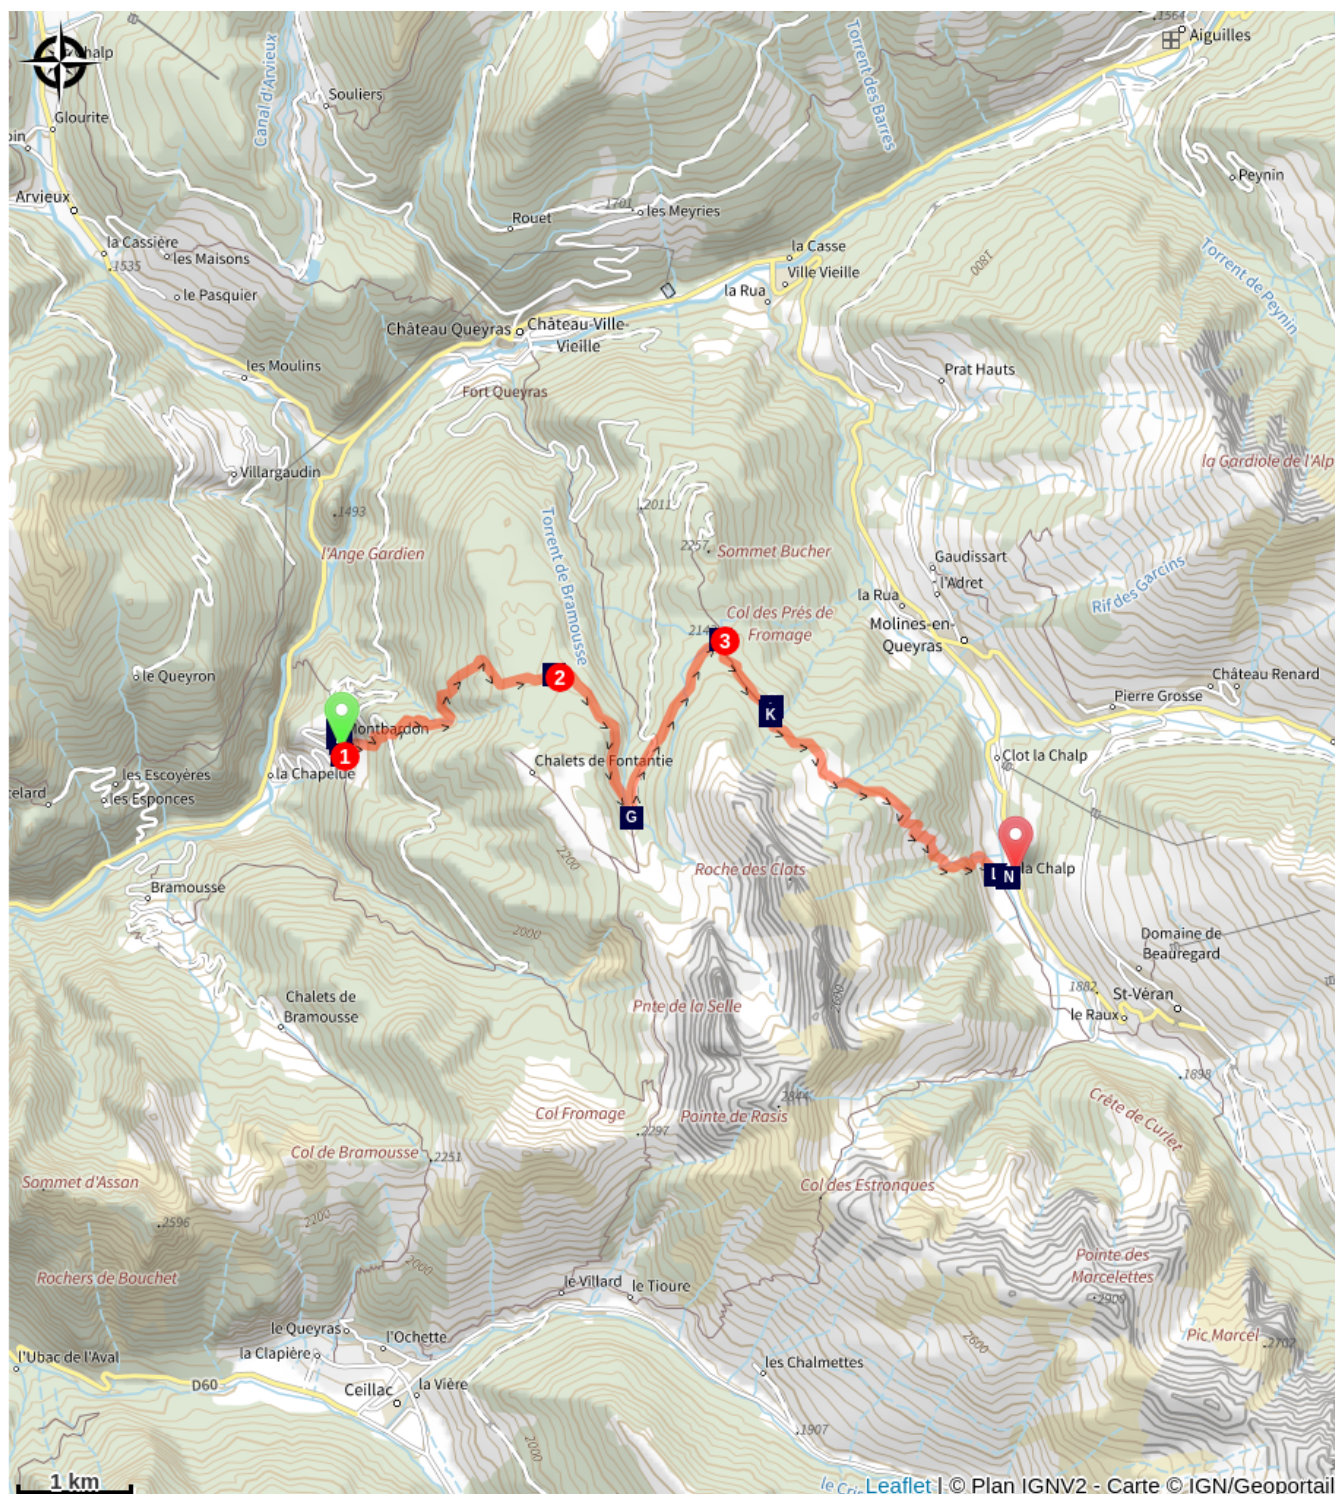 1564
Aiguilles
Chalp
Canal d'Arvieux
Souliers
Torrent des Barres
Glourite
Peynin
Arvieux
1701
les Meyries
Rouet
la Cassière
1535
les Maisons
la Casse
Ville Vieille
1800
Torrent de Peynin
le Pasquier
la Rua
Château Queyras
Château-Ville-
Vieille
les Moulins
Prat Hauts
Fort Queyras
la Gardiole de l'Alp
Villargaudin
1493
2011
l'Ange Gardien
Torrent de Bramousse
2257
Sommet Bucher
Gaudissart
l'Adret
Rif des Garcins
la Rua
Col des Prés de
Fromage
Molines-en-
Queyras
3
le Queyron
2
Château Renard
Pierre Grosse
K
Montbardon
1
Clot la Chalp
Chalets de Fontantie
la Chapelue
les Escoyères
les Esponces
G
2200
Roche des Clots
L
N
la Chalp
Bramousse
2000
Domaine de
Beauregard
1882
St-Véran
le Raux
Chalets de
Bramousse
Pnte de la Selle
1898
2844
Col Fromage
Pointe de Rasis
Crête de Curlet
2297
Col de Bramousse
2251
Sommet d'Assan
Col des Estronques
2596
2200
2000
Pointe des
Marcelettes
2909
Rochers de Bouchet
le Villard
le Tioure
le Queyras
l'Ochette
Pic Marcel
2702
l'Ubac de l'Aval
la Clapière
2600
les Chalmettes
D60
Ceillac
la Vière
1907
2000
1 km
Leaflet | © Plan IGNV2 - Carte © IGN/Geoportail